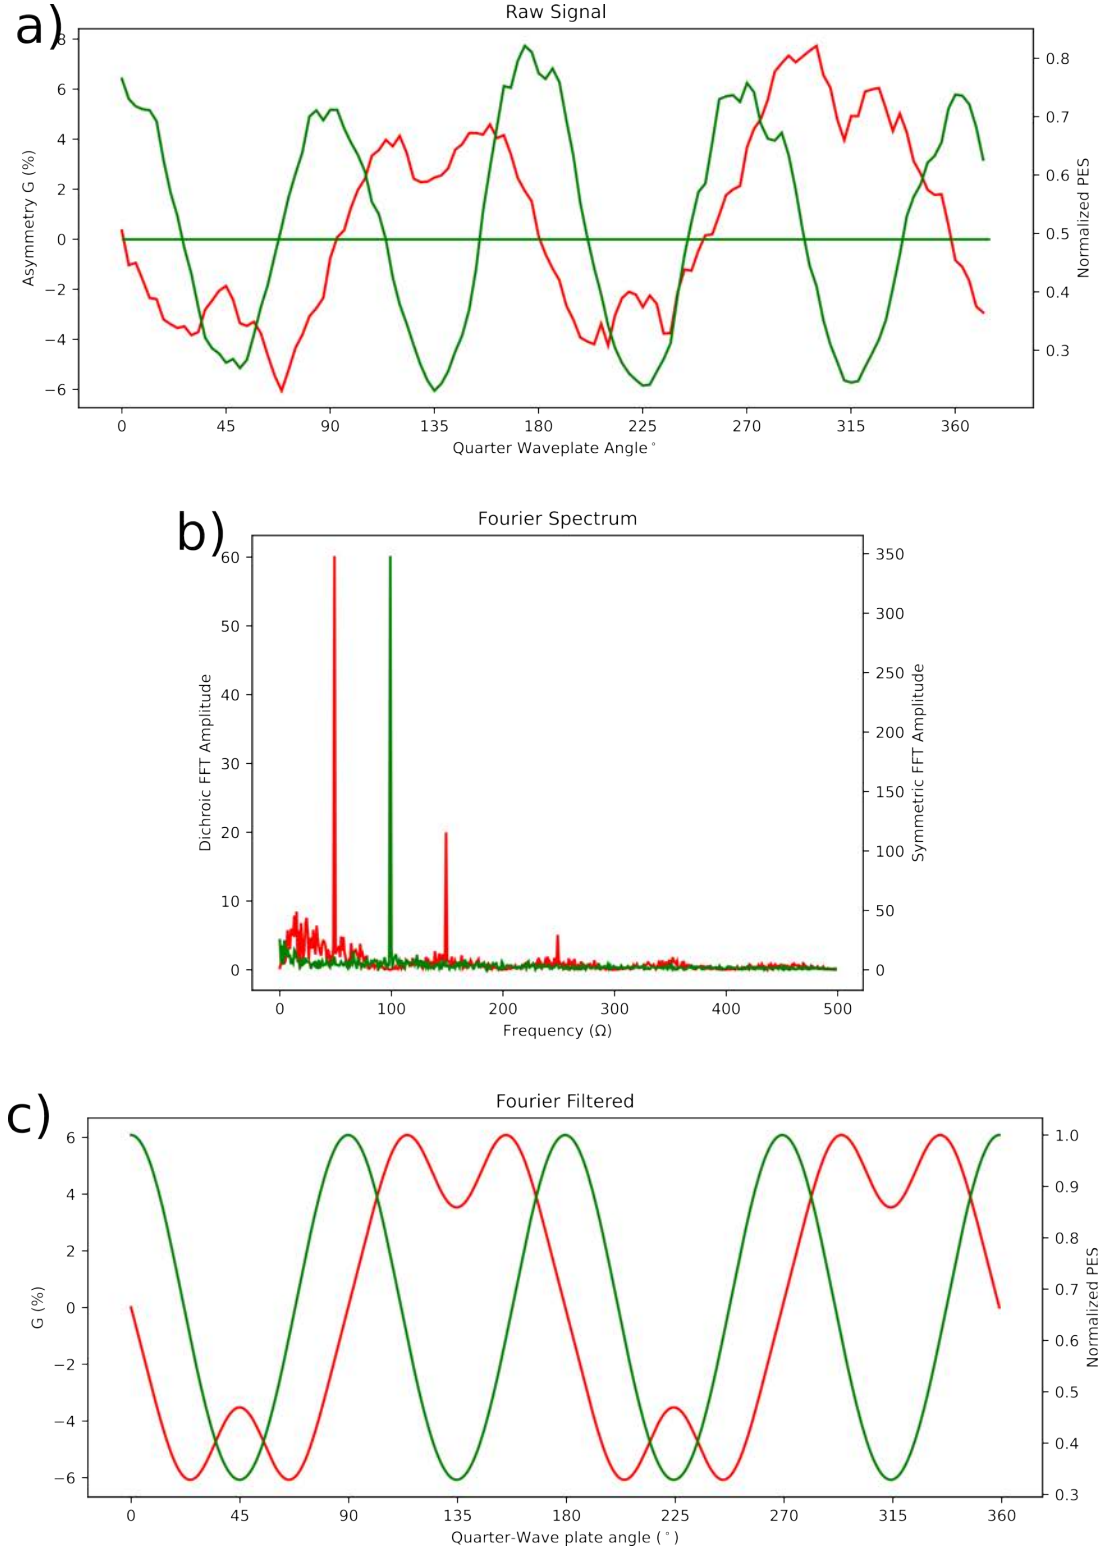 a)
Raw Signal
8
6
4
2
0
−2
−4
−6
Asymmetry G (%)
0.8
0.7
0.6
0.5
0.4
0.3
Normalized PES
0 45 90 135 180 225 270 315 360
Quarter Waveplate Angle°
b)
Fourier Spectrum
60
50
40
30
20
10
0
Dichroic FFT Amplitude
350
300
250
200
150
100
50
0
Symmetric FFT Amplitude
0 100 200 300 400 500
Frequency (Ω)
c)
Fourier Filtered
6
4
2
0
−2
−4
−6
G (%)
1.0
0.9
0.8
0.7
0.6
0.5
0.4
0.3
Normalized PES
0 45 90 135 180 225 270 315 360
Quarter-Wave plate angle (°)